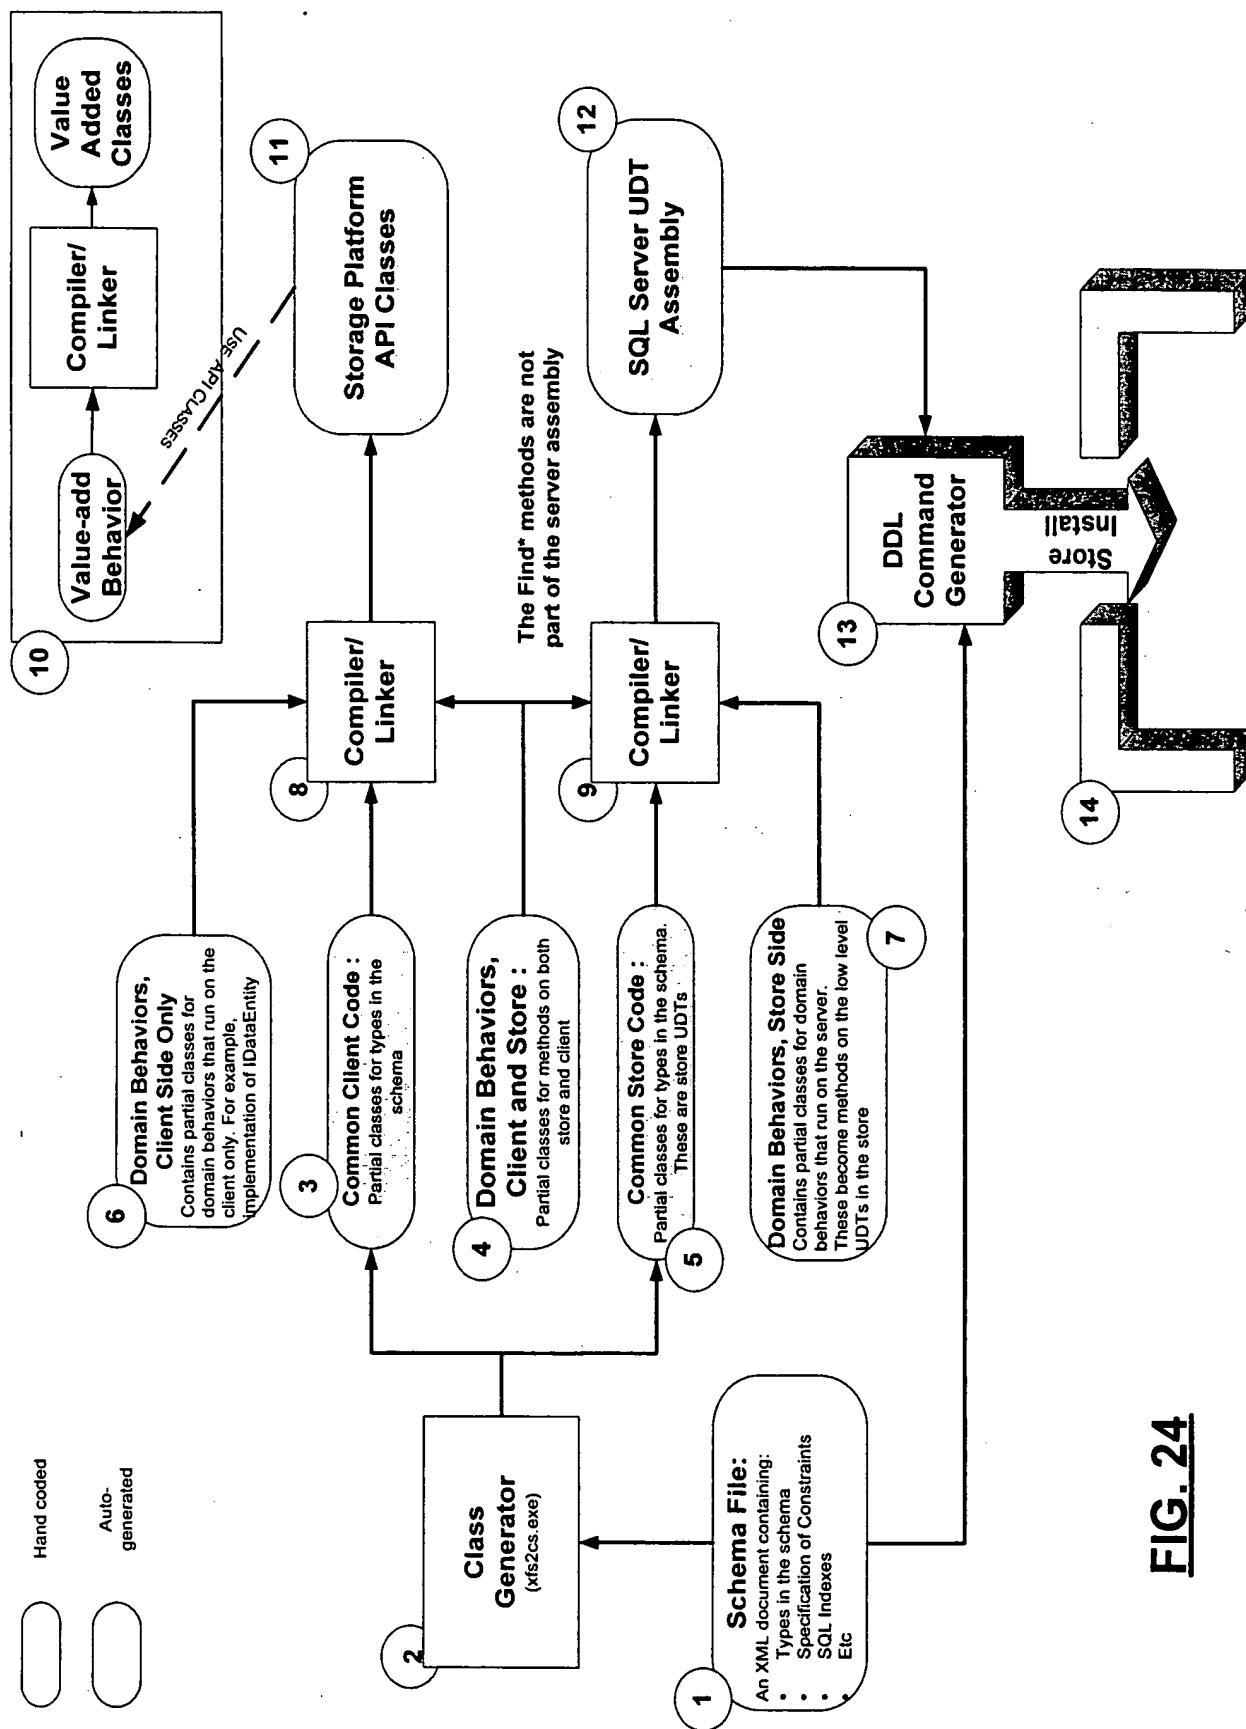 Hand coded
Auto-
generated
1
Schema File:
An XML document containing:
• Types in the schema
• Specification of Constraints
• SQL Indexes
• Etc
2
Class
Generator
(xfs2cs.exe)
6
Domain Behaviors,
Client Side Only
Contains partial classes for
domain behaviors that run on the
client only. For example,
implementation of IDataEntity
3
Common Client Code :
Partial classes for types in the
schema
4
Domain Behaviors,
Client and Store :
Partial classes for methods on both
store and client
5
Common Store Code :
Partial classes for types in the schema.
These are store UDTs
7
Domain Behaviors, Store Side
Contains partial classes for domain
behaviors that run on the server.
These become methods on the low level
UDTs in the store
8
Compiler/
Linker
9
Compiler/
Linker
The Find* methods are not
part of the server assembly
10
Value-add
Behavior
Compiler/
Linker
Value
Added
Classes
USE API CLASSES
11
Storage Platform
API Classes
12
SQL Server UDT
Assembly
13
DDL
Command
Generator
Store
Install
14
FIG. 24